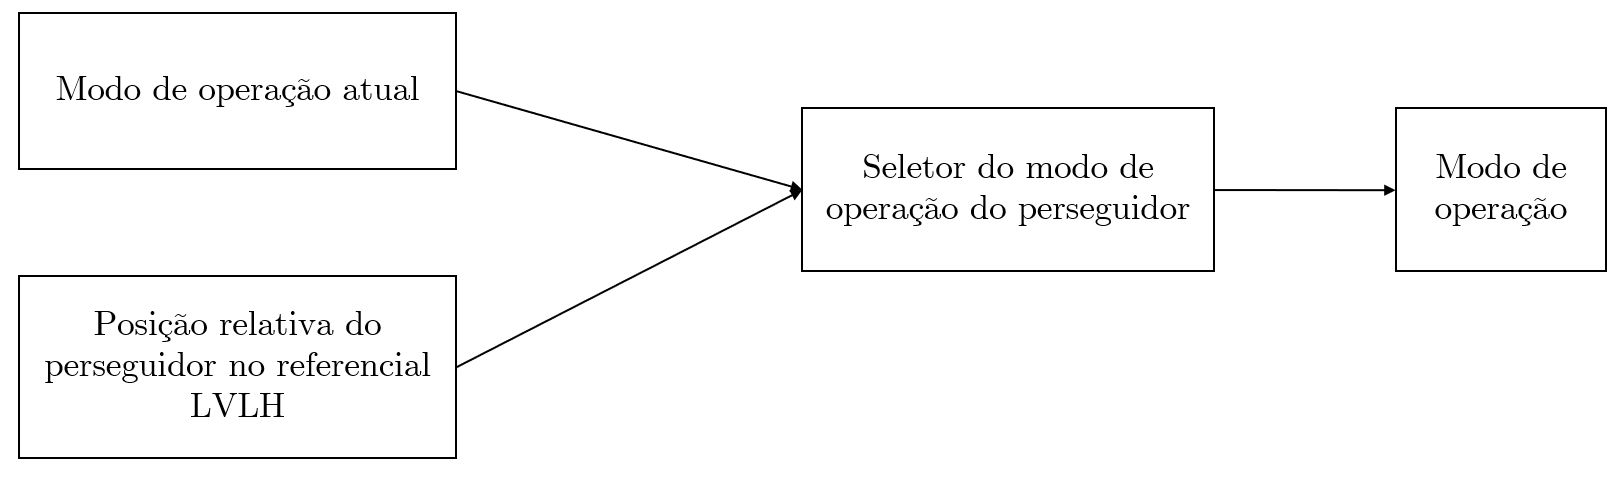 Modo de operação atual
Posição relativa do
perseguidor no referencial
LVLH
Seletor do modo de
operação do perseguidor
Modo de
operação